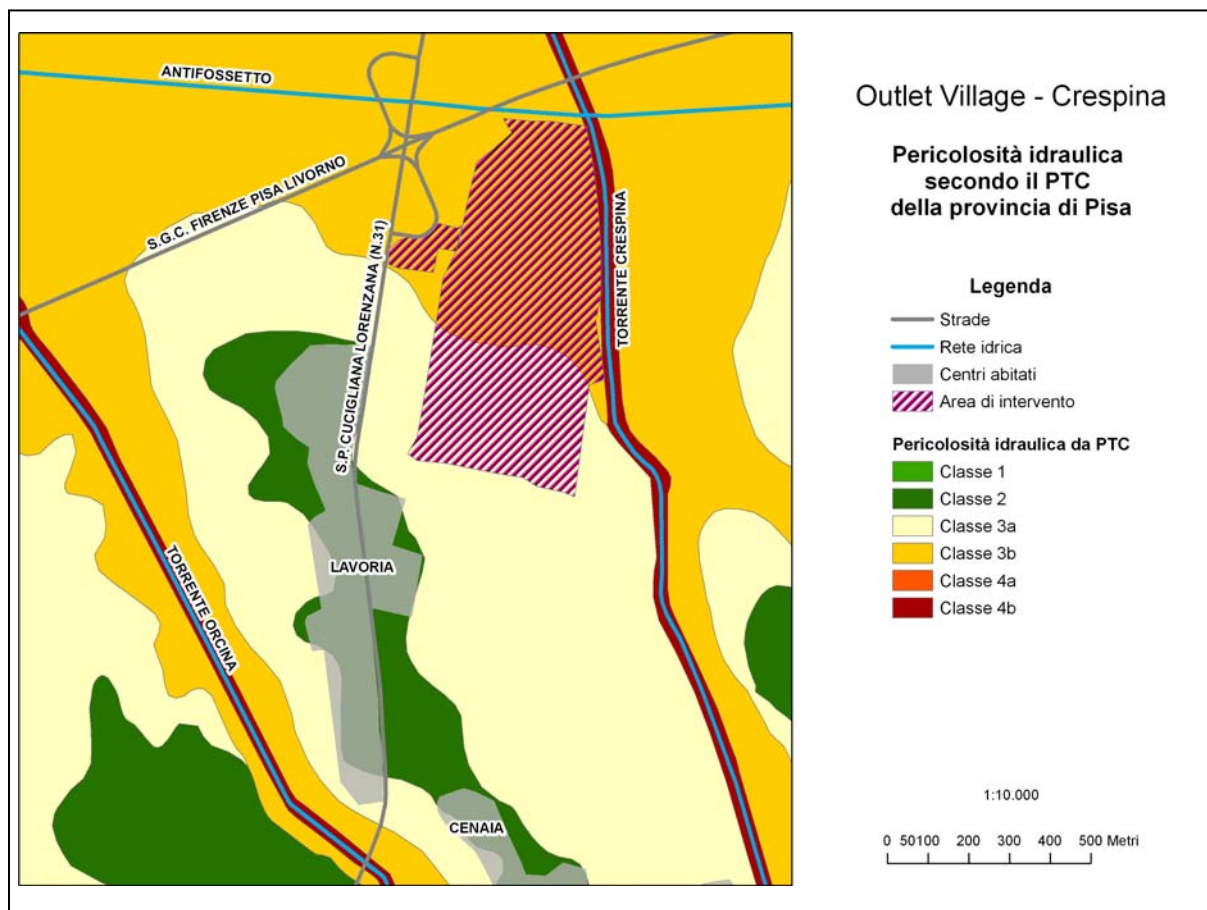 ANTIFOSSETTO
S.G.C. FIRENZE PISA LIVORNO
S.P. CUCIGLIANA LORENZANA (N.31)
TORRENTE CRESPINA
LAVORIA
TORRENTE ORCINA
CENAIA
Outlet Village - Crespina
Pericolosità idraulica
secondo il PTC
della provincia di Pisa
Legenda
Strade
Rete idrica
Centri abitati
Area di intervento
Pericolosità idraulica da PTC
Classe 1
Classe 2
Classe 3a
Classe 3b
Classe 4a
Classe 4b
1:10.000
0 50100 200 300 400 500 Metri